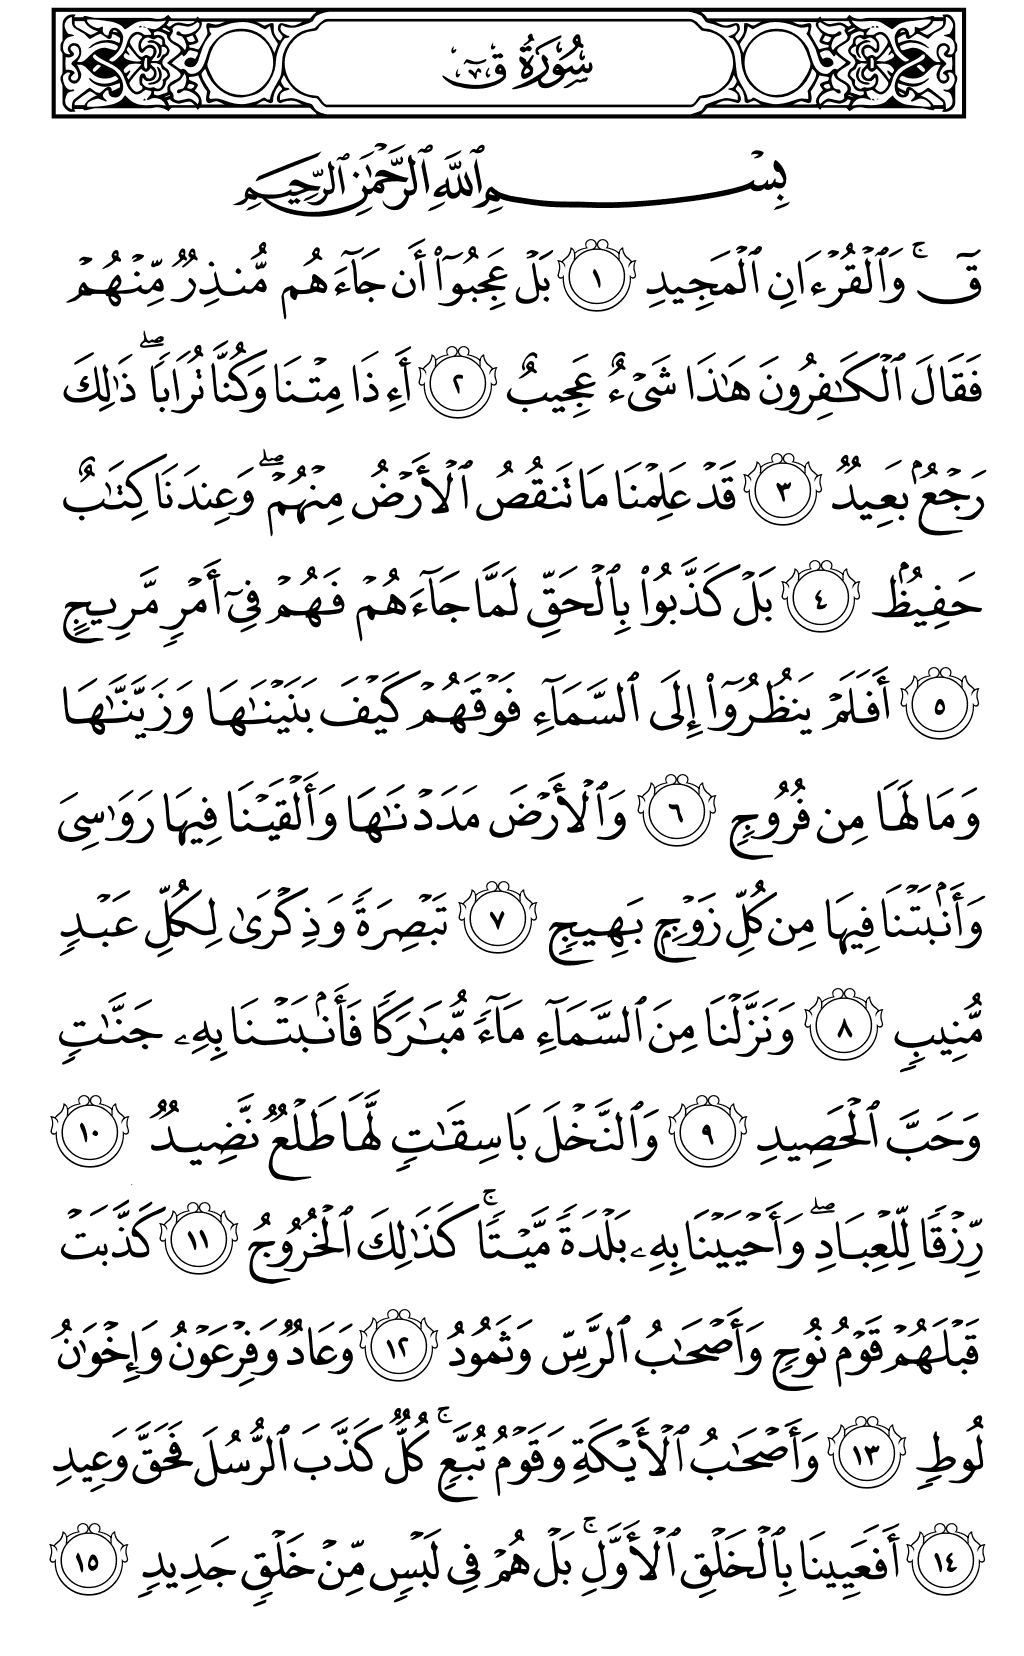 سُورَةُ قٓ
بِسْمِ ٱللَّهِ ٱلرَّحْمَٰنِ ٱلرَّحِيمِ
قٓۚ وَٱلْقُرْءَانِ ٱلْمَجِيدِ ١ بَلْ عَجِبُوٓا۟ أَن جَآءَهُم مُّنذِرٌ مِّنْهُمْ
فَقَالَ ٱلْكَٰفِرُونَ هَٰذَا شَىْءٌ عَجِيبٌ ٢ أَءِذَا مِتْنَا وَكُنَّا تُرَابًاۖ ذَٰلِكَ
رَجْعٌۢ بَعِيدٌ ٣ قَدْ عَلِمْنَا مَا تَنقُصُ ٱلْأَرْضُ مِنْهُمْۖ وَعِندَنَا كِتَٰبٌ
حَفِيظٌۢ ٤ بَلْ كَذَّبُوا۟ بِٱلْحَقِّ لَمَّا جَآءَهُمْ فَهُمْ فِىٓ أَمْرٍ مَّرِيجٍ
٥ أَفَلَمْ يَنظُرُوٓا۟ إِلَى ٱلسَّمَآءِ فَوْقَهُمْ كَيْفَ بَنَيْنَٰهَا وَزَيَّنَّٰهَا
وَمَا لَهَا مِن فُرُوجٍ ٦ وَٱلْأَرْضَ مَدَدْنَٰهَا وَأَلْقَيْنَا فِيهَا رَوَٰسِىَ
وَأَنۢبَتْنَا فِيهَا مِن كُلِّ زَوْجٍۭ بَهِيجٍ ٧ تَبْصِرَةً وَذِكْرَىٰ لِكُلِّ عَبْدٍ
مُّنِيبٍ ٨ وَنَزَّلْنَا مِنَ ٱلسَّمَآءِ مَآءً مُّبَٰرَكًا فَأَنۢبَتْنَا بِهِۦ جَنَّٰتٍ
وَحَبَّ ٱلْحَصِيدِ ٩ وَٱلنَّخْلَ بَاسِقَٰتٍ لَّهَا طَلْعٌ نَّضِيدٌ ١٠
رِّزْقًا لِّلْعِبَادِۖ وَأَحْيَيْنَا بِهِۦ بَلْدَةً مَّيْتًاۚ كَذَٰلِكَ ٱلْخُرُوجُ ١١ كَذَّبَتْ
قَبْلَهُمْ قَوْمُ نُوحٍ وَأَصْحَٰبُ ٱلرَّسِّ وَثَمُودُ ١٢ وَعَادٌ وَفِرْعَوْنُ وَإِخْوَٰنُ
لُوطٍ ١٣ وَأَصْحَٰبُ ٱلْأَيْكَةِ وَقَوْمُ تُبَّعٍۚ كُلٌّ كَذَّبَ ٱلرُّسُلَ فَحَقَّ وَعِيدِ
١٤ أَفَعَيِينَا بِٱلْخَلْقِ ٱلْأَوَّلِۚ بَلْ هُمْ فِى لَبْسٍ مِّنْ خَلْقٍ جَدِيدٍ ١٥